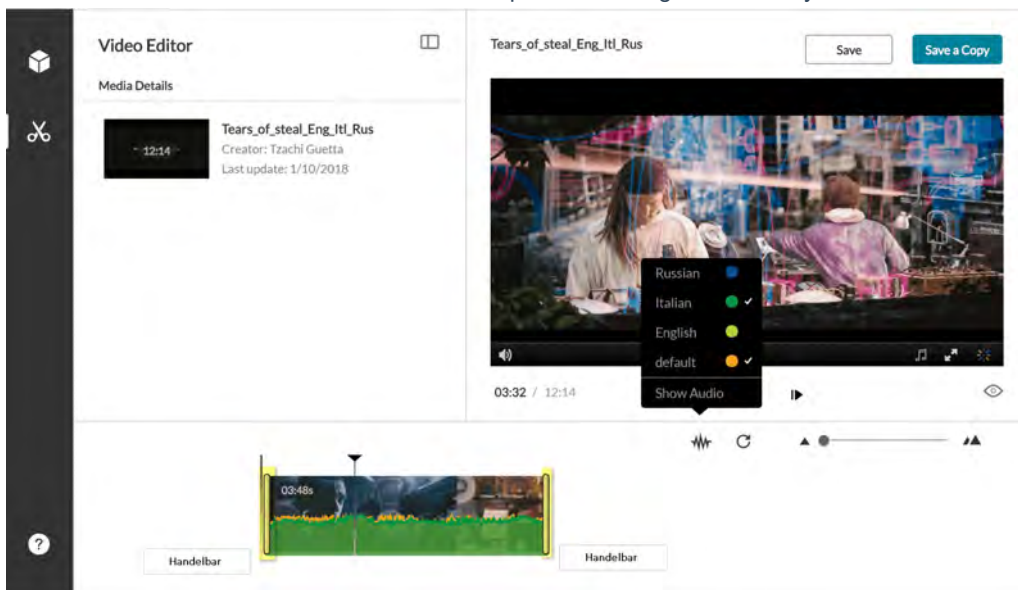 Video Editor
Media Details
12:14
Tears_of_steal_Eng_Itl_Rus
Creator: Tzachi Guetta
Last update: 1/10/2018
Tears_of_steal_Eng_Itl_Rus
Save
Save a Copy
Russian
Italian
English
default
Show Audio
03:32 / 12:14
03:48s
Handelbar
Handelbar
?